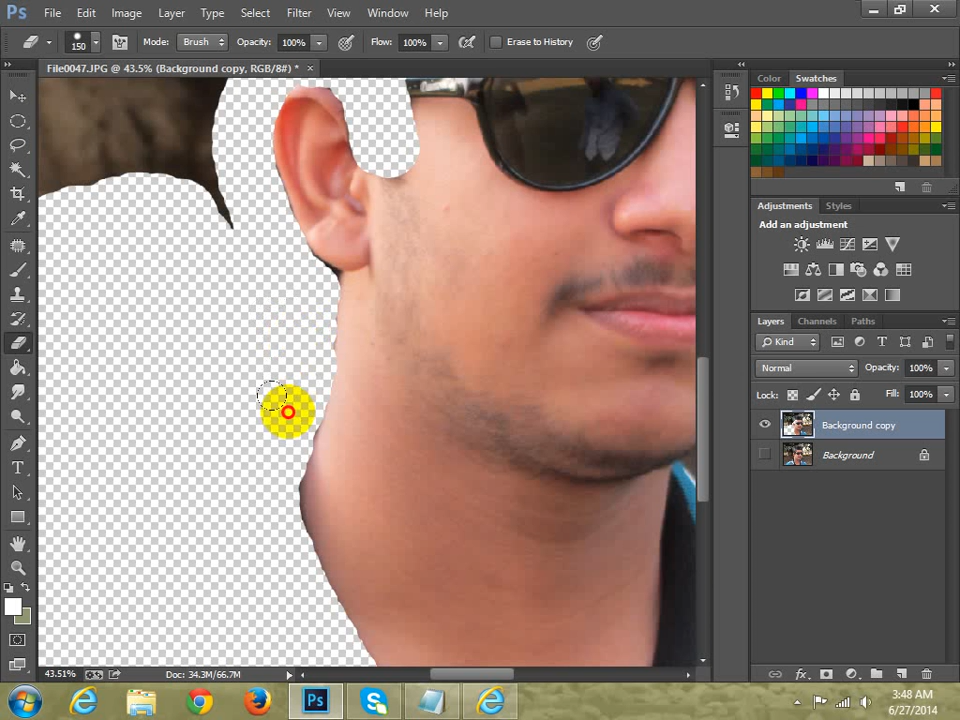 Ps File Edit Image Layer Type Select Filter View Window Help
150 Mode: Brush Opacity: 100% Flow: 100% Erase to History
File0047.JPG @ 43.5% (Background copy, RGB/8#) *
Color Swatches
Adjustments Styles
Add an adjustment
Layers Channels Paths
Kind
Normal Opacity: 100%
Lock: Fill: 100%
Background copy
Background
43.51% Doc: 34.3M/66.7M
Ps
3:48 AM
6/27/2014